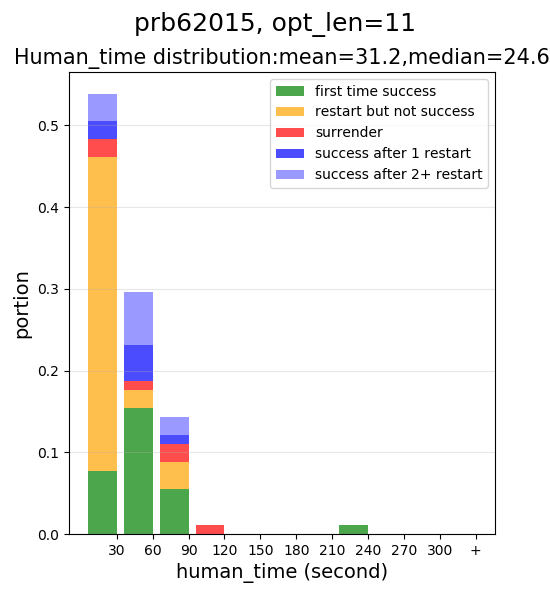 prb62015, opt_len=11
Human_time distribution:mean=31.2,median=24.6
first time success
restart but not success
surrender
success after 1 restart
success after 2+ restart
0.5
0.4
0.3
0.2
0.1
0.0
portion
30 60 90 120 150 180 210 240 270 300 +
human_time (second)